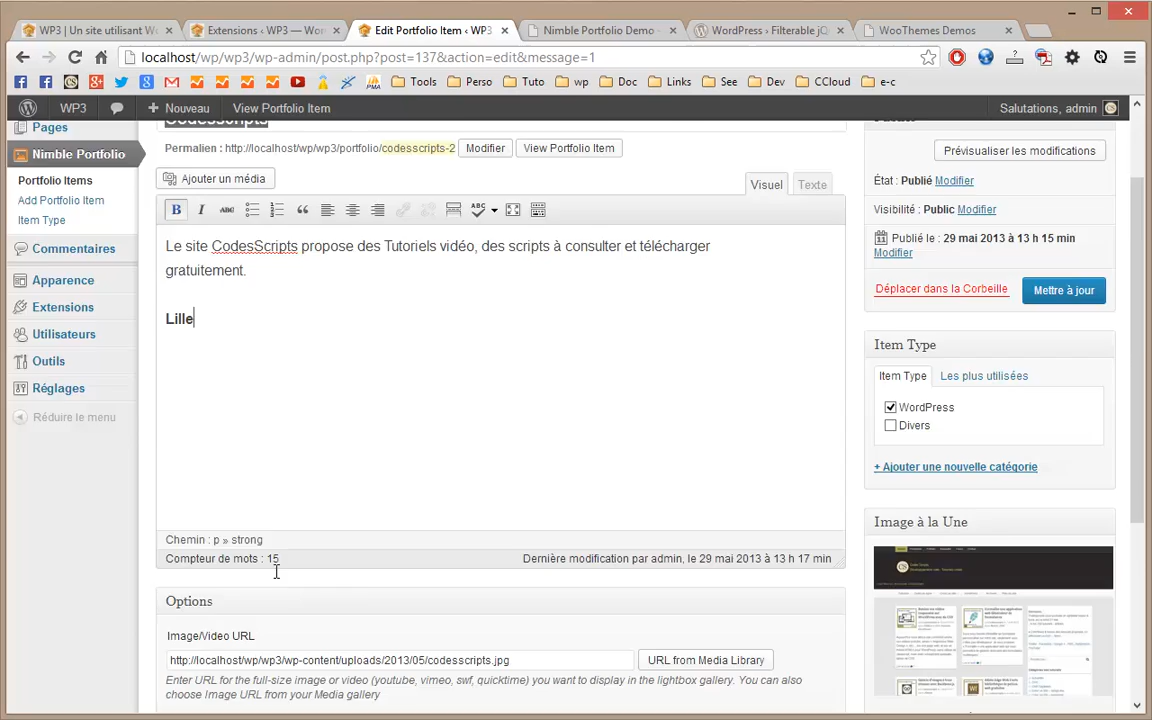 WP3 | Un site utilisant W
Extensions ‹ WP3 — Wor
Edit Portfolio Item ‹ WP3
Nimble Portfolio Demo -
WordPress › Filterable jQ
WooThemes Demos
localhost/wp/wp3/wp-admin/post.php?post=137&action=edit&message=1
Tools
Perso
Tuto
wp
Doc
Links
See
Dev
CCloud
e-c
WP3
Nouveau
View Portfolio Item
Salutations, admin
Pages
Nimble Portfolio
Portfolio Items
Add Portfolio Item
Item Type
Commentaires
Apparence
Extensions
Utilisateurs
Outils
Réglages
Réduire le menu
Codesscripts
Permalien : http://localhost/wp/wp3/portfolio/codesscripts-2
Modifier
View Portfolio Item
Ajouter un média
Visuel
Texte
B I ABC ABC
Le site CodesScripts propose des Tutoriels vidéo, des scripts à consulter et télécharger
gratuitement.
Lille
Chemin : p » strong
Compteur de mots : 15
Dernière modification par admin, le 29 mai 2013 à 13 h 17 min
Options
Image/Video URL
http://localhost/wp/wp3/wp-content/uploads/2013/05/codesscripts.jpg
URL from Media Library
Enter URL for the full-size image or video (youtube, vimeo, swf, quicktime) you want to display in the lightbox gallery. You can also
choose Image URL from your Media gallery
Prévisualiser les modifications
État : Publié Modifier
Visibilité : Public Modifier
Publié le : 29 mai 2013 à 13 h 15 min
Modifier
Déplacer dans la Corbeille
Mettre à jour
Item Type
Item Type
Les plus utilisées
WordPress
Divers
+ Ajouter une nouvelle catégorie
Image à la Une